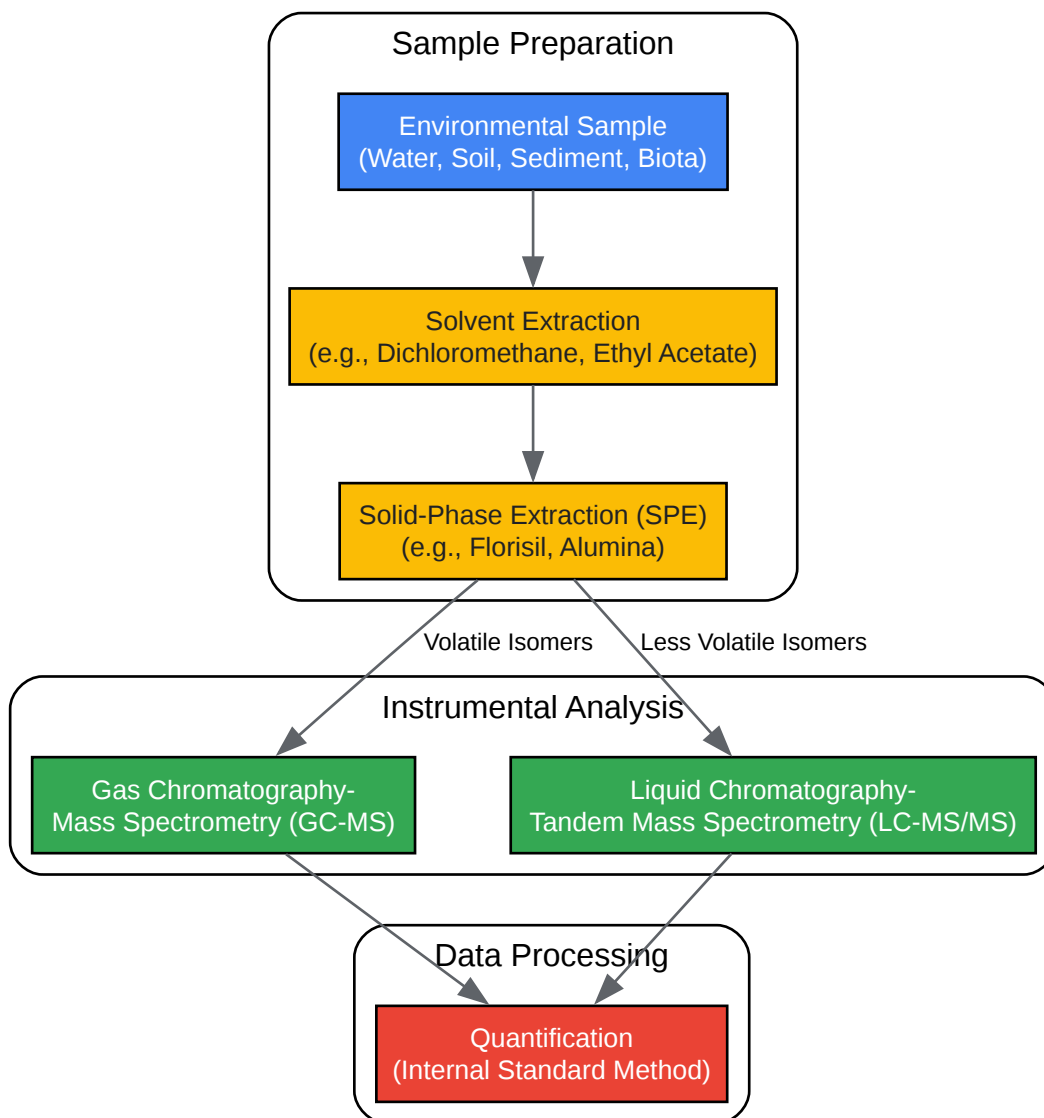 Sample Preparation
Environmental Sample
(Water, Soil, Sediment, Biota)
Solvent Extraction
(e.g., Dichloromethane, Ethyl Acetate)
Solid-Phase Extraction (SPE)
(e.g., Florisil, Alumina)
Volatile Isomers
Less Volatile Isomers
Instrumental Analysis
Gas Chromatography-
Mass Spectrometry (GC-MS)
Liquid Chromatography-
Tandem Mass Spectrometry (LC-MS/MS)
Data Processing
Quantification
(Internal Standard Method)